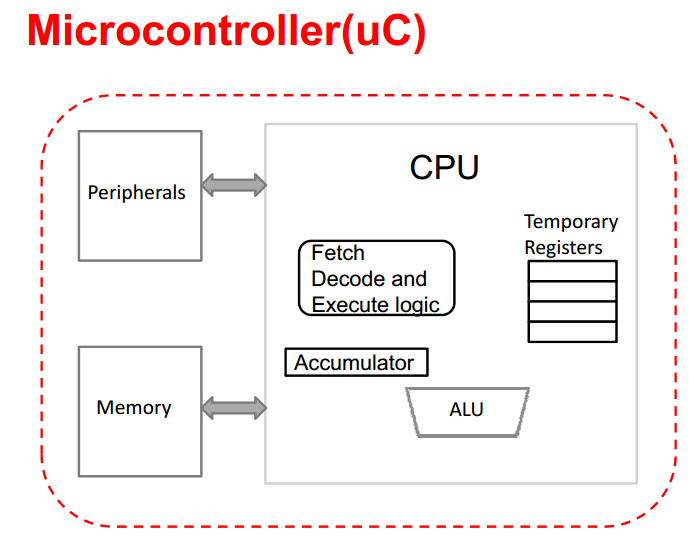 Microcontroller(uC)
CPU
Peripherals
Temporary
Registers
Fetch
Decode and
Execute logic
Accumulator
Memory
ALU